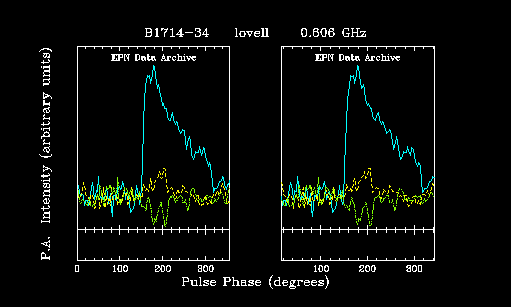 B1714-34 lovell 0.606 GHz
EPN Data Archive EPN Data Archive
P.A. Intensity (arbitrary units)
0 100 200 300 100 200 300
Pulse Phase (degrees)